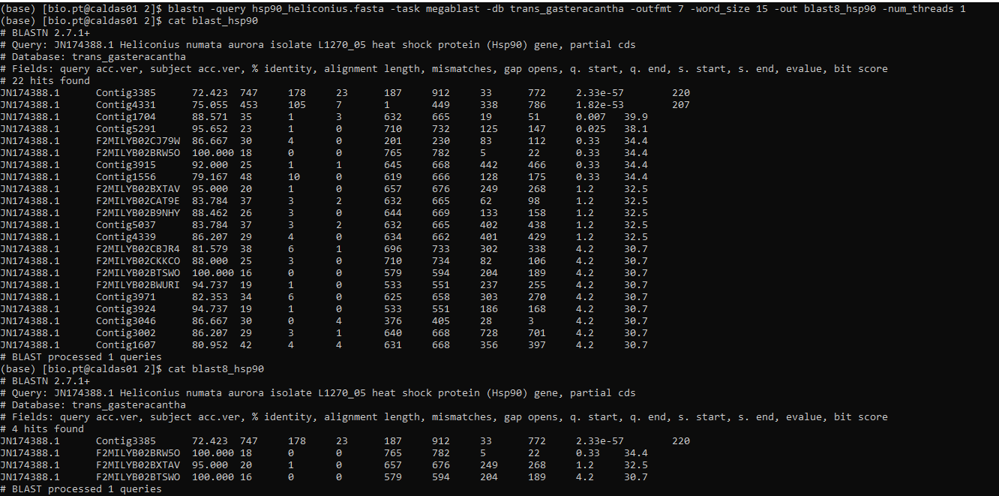 (base) [bio.pt@caldas01 2]$ blastn -query hsp90_heliconius.fasta -task megablast -db trans_gasteracantha -outfmt 7 -word_size 15 -out blast8_hsp90 -num_threads 1
(base) [bio.pt@caldas01 2]$ cat blast_hsp90
# BLASTN 2.7.1+
# Query: JN174388.1 Heliconius numata aurora isolate L1270_05 heat shock protein (Hsp90) gene, partial cds
# Database: trans_gasteracantha
# Fields: query acc.ver, subject acc.ver, % identity, alignment length, mismatches, gap opens, q. start, q. end, s. start, s. end, evalue, bit score
# 22 hits found
JN174388.1 Contig3385 72.423 747 178 23 187 912 33 772 2.33e-57 220
JN174388.1 Contig4331 75.055 453 105 7 1 449 338 786 1.82e-53 207
JN174388.1 Contig1704 88.571 35 1 3 632 665 19 51 0.007 39.9
JN174388.1 Contig5291 95.652 23 1 0 710 732 125 147 0.025 38.1
JN174388.1 F2MILYB02CJ79W 86.667 30 4 0 201 230 83 112 0.33 34.4
JN174388.1 F2MILYB02BRW5O 100.000 18 0 0 765 782 5 22 0.33 34.4
JN174388.1 Contig3915 92.000 25 1 1 645 668 442 466 0.33 34.4
JN174388.1 Contig1556 79.167 48 10 0 619 666 128 175 0.33 34.4
JN174388.1 F2MILYB02BXTAV 95.000 20 1 0 657 676 249 268 1.2 32.5
JN174388.1 F2MILYB02CAT9E 83.784 37 3 2 632 665 62 98 1.2 32.5
JN174388.1 F2MILYB02B9NHY 88.462 26 3 0 644 669 133 158 1.2 32.5
JN174388.1 Contig5037 83.784 37 3 2 632 665 402 438 1.2 32.5
JN174388.1 Contig4339 86.207 29 4 0 634 662 401 429 1.2 32.5
JN174388.1 F2MILYB02CBJR4 81.579 38 6 1 696 733 302 338 4.2 30.7
JN174388.1 F2MILYB02CKKCO 88.000 25 3 0 710 734 82 106 4.2 30.7
JN174388.1 F2MILYB02BTSWO 100.000 16 0 0 579 594 204 189 4.2 30.7
JN174388.1 F2MILYB02BWURI 94.737 19 1 0 533 551 237 255 4.2 30.7
JN174388.1 Contig3971 82.353 34 6 0 625 658 303 270 4.2 30.7
JN174388.1 Contig3924 94.737 19 1 0 533 551 186 168 4.2 30.7
JN174388.1 Contig3046 86.667 30 0 4 376 405 28 3 4.2 30.7
JN174388.1 Contig3002 86.207 29 3 1 640 668 728 701 4.2 30.7
JN174388.1 Contig1607 80.952 42 4 4 631 668 356 397 4.2 30.7
# BLAST processed 1 queries
(base) [bio.pt@caldas01 2]$ cat blast8_hsp90
# BLASTN 2.7.1+
# Query: JN174388.1 Heliconius numata aurora isolate L1270_05 heat shock protein (Hsp90) gene, partial cds
# Database: trans_gasteracantha
# Fields: query acc.ver, subject acc.ver, % identity, alignment length, mismatches, gap opens, q. start, q. end, s. start, s. end, evalue, bit score
# 4 hits found
JN174388.1 Contig3385 72.423 747 178 23 187 912 33 772 2.33e-57 220
JN174388.1 F2MILYB02BRW5O 100.000 18 0 0 765 782 5 22 0.33 34.4
JN174388.1 F2MILYB02BXTAV 95.000 20 1 0 657 676 249 268 1.2 32.5
JN174388.1 F2MILYB02BTSWO 100.000 16 0 0 579 594 204 189 4.2 30.7
# BLAST processed 1 queries